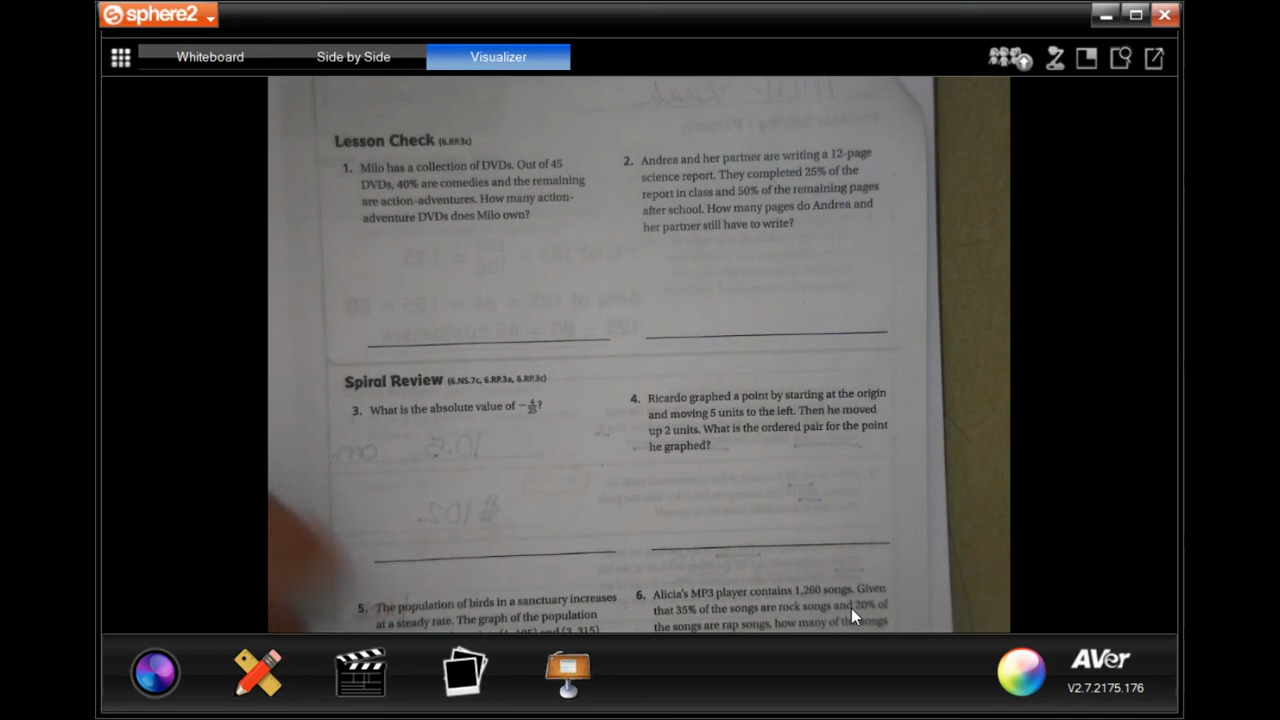 sphere2
Whiteboard Side by Side Visualizer
Lesson Check (6.RP.3c)
1. Milo has a collection of DVDs. Out of 45
DVDs, 40% are comedies and the remaining
are action-adventures. How many action-
adventure DVDs does Milo own?
2. Andrea and her partner are writing a 12-page
science report. They completed 25% of the
report in class and 50% of the remaining pages
after school. How many pages do Andrea and
her partner still have to write?
Spiral Review (6.NS.7c, 6.RP.3a, 6.RP.3c)
3. What is the absolute value of −4/25?
4. Ricardo graphed a point by starting at the origin
and moving 5 units to the left. Then he moved
up 2 units. What is the ordered pair for the point
he graphed?
5. The population of birds in a sanctuary increases
at a steady rate. The graph of the population
6. Alicia's MP3 player contains 1,260 songs. Given
that 35% of the songs are rock songs and 20% of
the songs are rap songs, how many of the songs
AVer
V2.7.2175.176